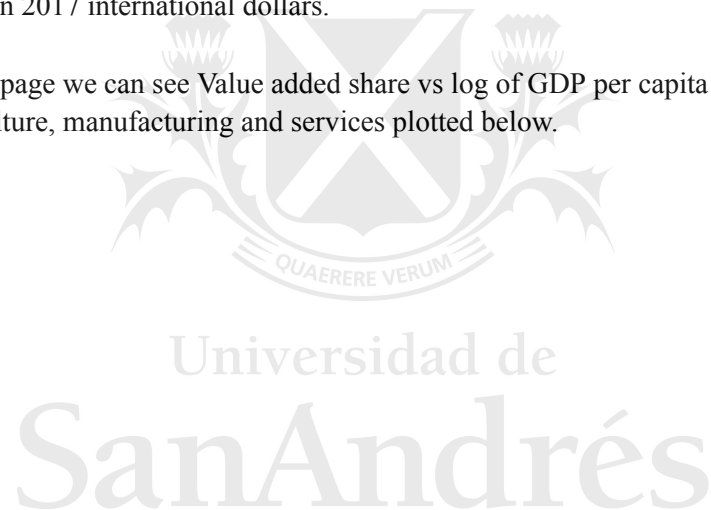 n 2017 international dollars.
page we can see Value added share vs log of GDP per capita
lture, manufacturing and services plotted below.
QUAERERE VERUM
Universidad de
SanAndrés